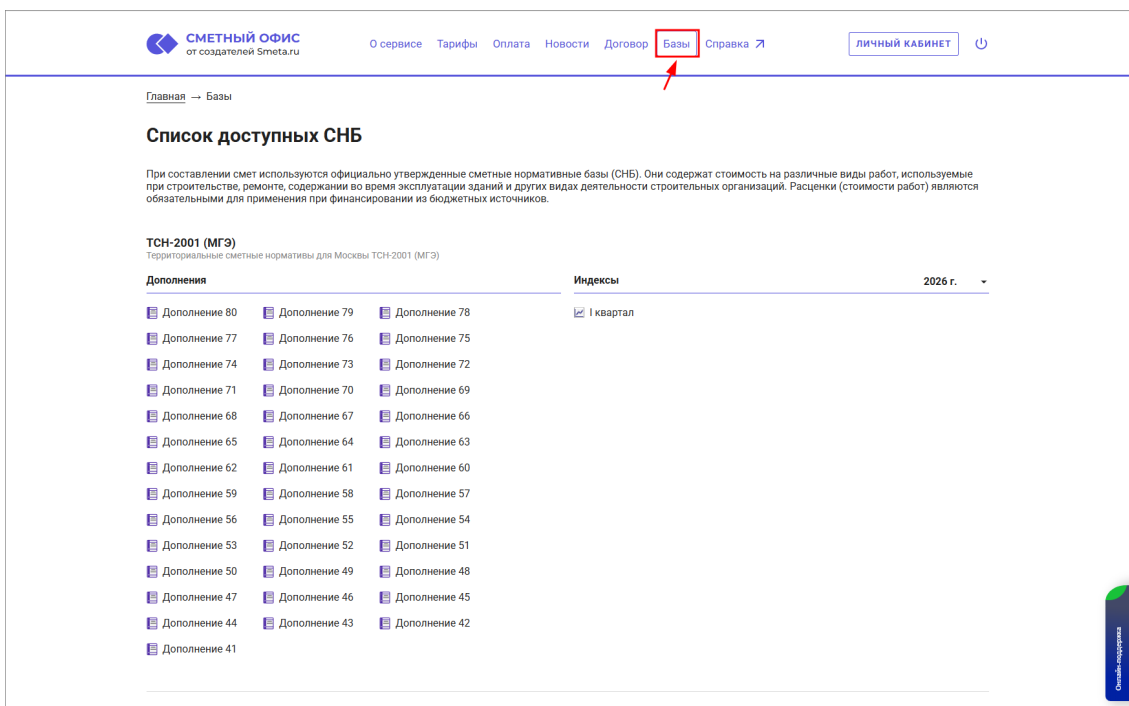 СМЕТНЫЙ ОФИС
от создателей Smeta.ru
О сервисе Тарифы Оплата Новости Договор Базы Справка
ЛИЧНЫЙ КАБИНЕТ
Главная → Базы
Список доступных СНБ
При составлении смет используются официально утвержденные сметные нормативные базы (СНБ). Они содержат стоимость на различные виды работ, используемые
при строительстве, ремонте, содержании во время эксплуатации зданий и других видах деятельности строительных организаций. Расценки (стоимости работ) являются
обязательными для применения при финансировании из бюджетных источников.
ТСН-2001 (МГЭ)
Территориальные сметные нормативы для Москвы ТСН-2001 (МГЭ)
Дополнения
Дополнение 80 Дополнение 79 Дополнение 78
Дополнение 77 Дополнение 76 Дополнение 75
Дополнение 74 Дополнение 73 Дополнение 72
Дополнение 71 Дополнение 70 Дополнение 69
Дополнение 68 Дополнение 67 Дополнение 66
Дополнение 65 Дополнение 64 Дополнение 63
Дополнение 62 Дополнение 61 Дополнение 60
Дополнение 59 Дополнение 58 Дополнение 57
Дополнение 56 Дополнение 55 Дополнение 54
Дополнение 53 Дополнение 52 Дополнение 51
Дополнение 50 Дополнение 49 Дополнение 48
Дополнение 47 Дополнение 46 Дополнение 45
Дополнение 44 Дополнение 43 Дополнение 42
Дополнение 41
Индексы 2026 г.
I квартал
Онлайн-поддержка